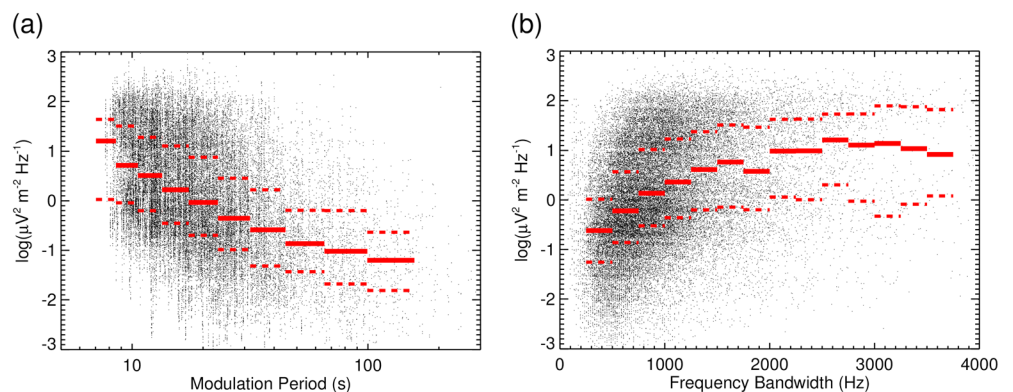 (a)
3
2
1
0
-1
-2
-3
log(μV² m⁻² Hz⁻¹)
10
100
Modulation Period (s)
(b)
3
2
1
0
-1
-2
-3
log(μV² m⁻² Hz⁻¹)
0 1000 2000 3000 4000
Frequency Bandwidth (Hz)